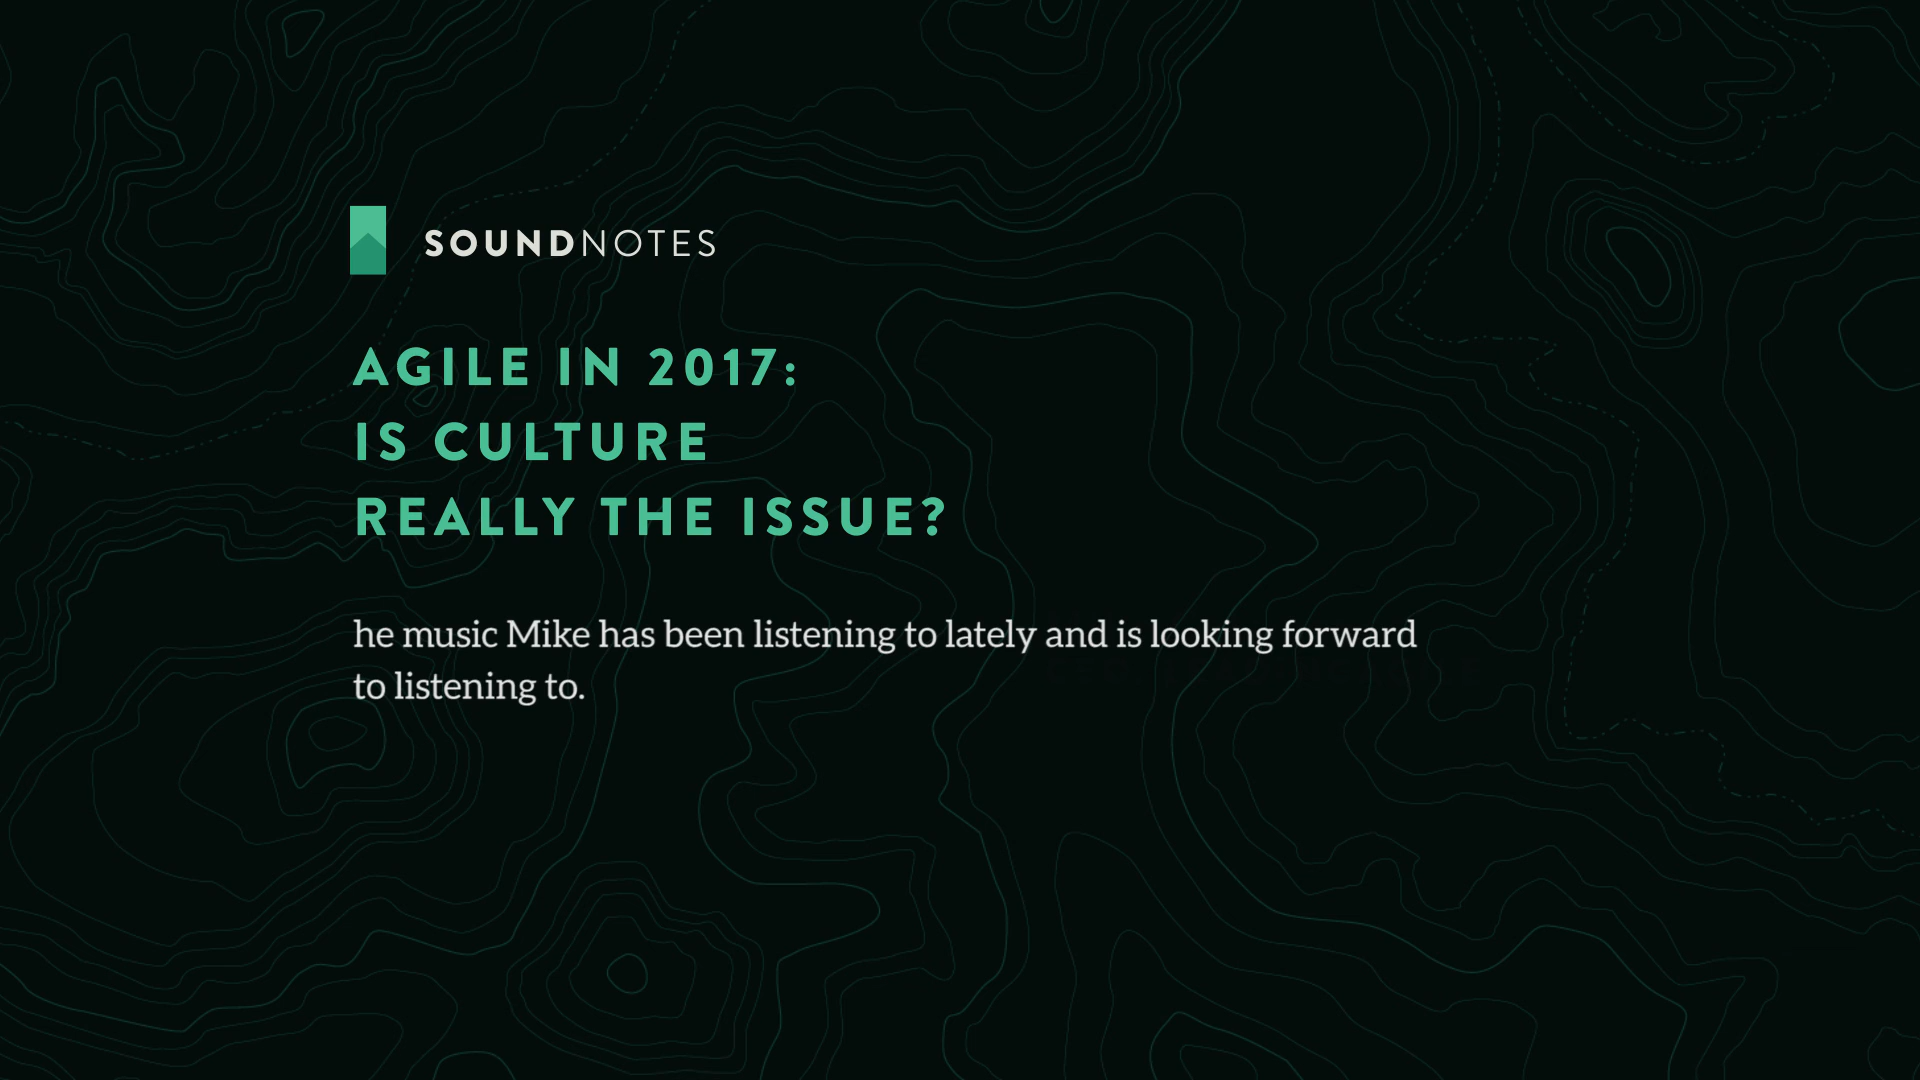 SOUNDNOTES
AGILE IN 2017:
IS CULTURE
REALLY THE ISSUE?
he music Mike has been listening to lately and is looking forward
to listening to.